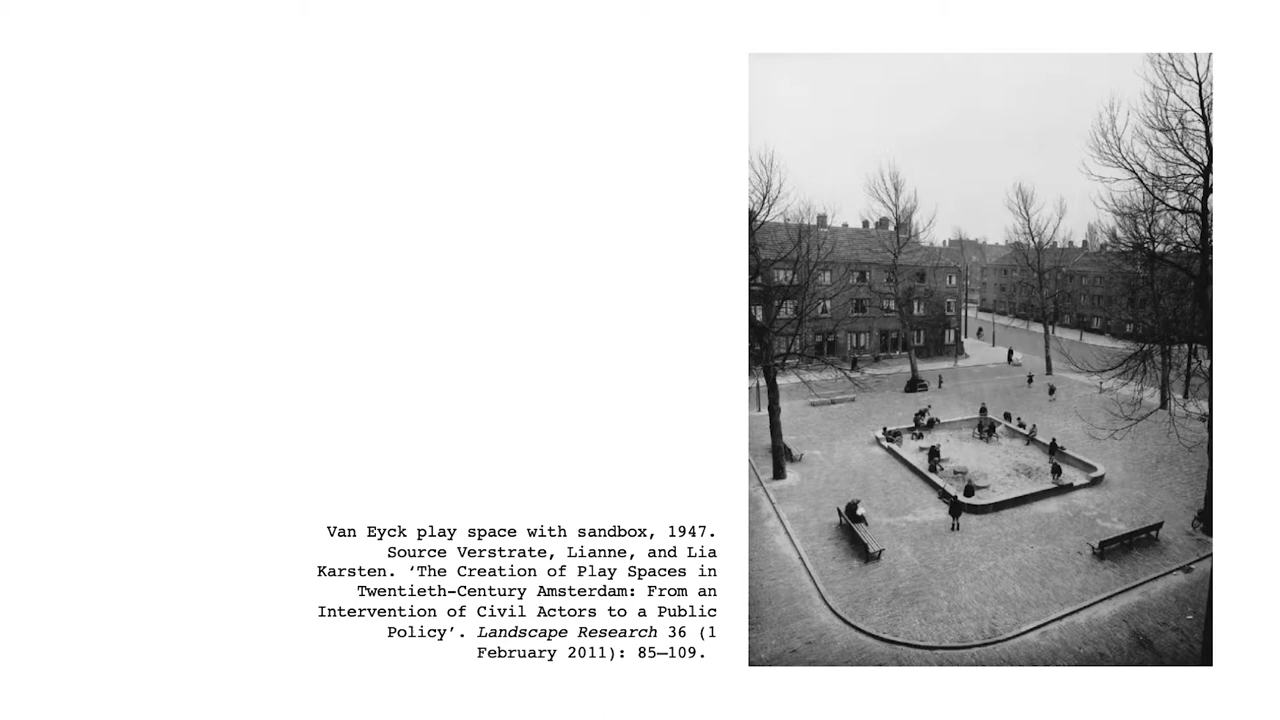 Van Eyck play space with sandbox, 1947.
Source Verstrate, Lianne, and Lia
Karsten. ‘The Creation of Play Spaces in
Twentieth-Century Amsterdam: From an
Intervention of Civil Actors to a Public
Policy’. Landscape Research 36 (1
February 2011): 85–109.